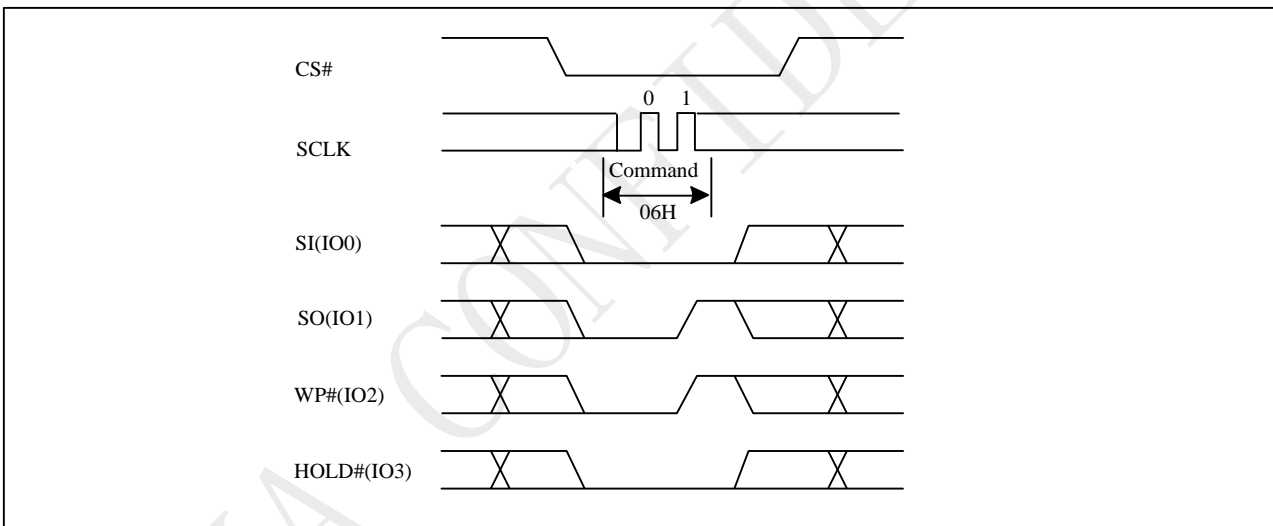 CS#
0 1
SCLK
Command
06H
SI(IO0)
SO(IO1)
WP#(IO2)
HOLD#(IO3)